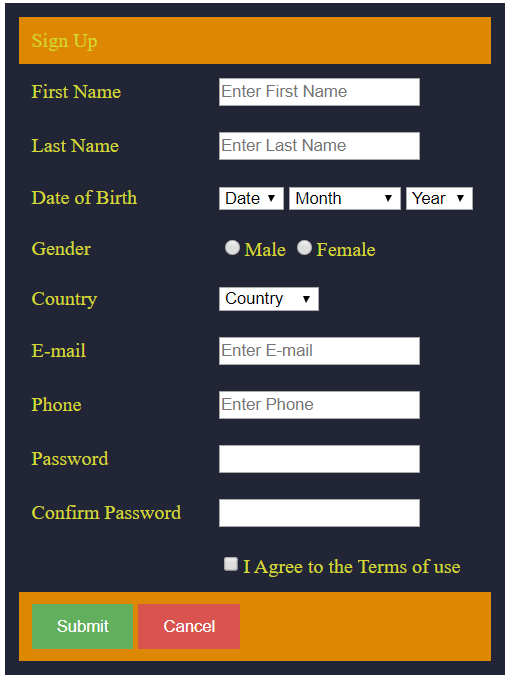 Sign Up
First Name Enter First Name
Last Name Enter Last Name
Date of Birth Date Month Year
Gender Male Female
Country Country
E-mail Enter E-mail
Phone Enter Phone
Password
Confirm Password
I Agree to the Terms of use
Submit Cancel